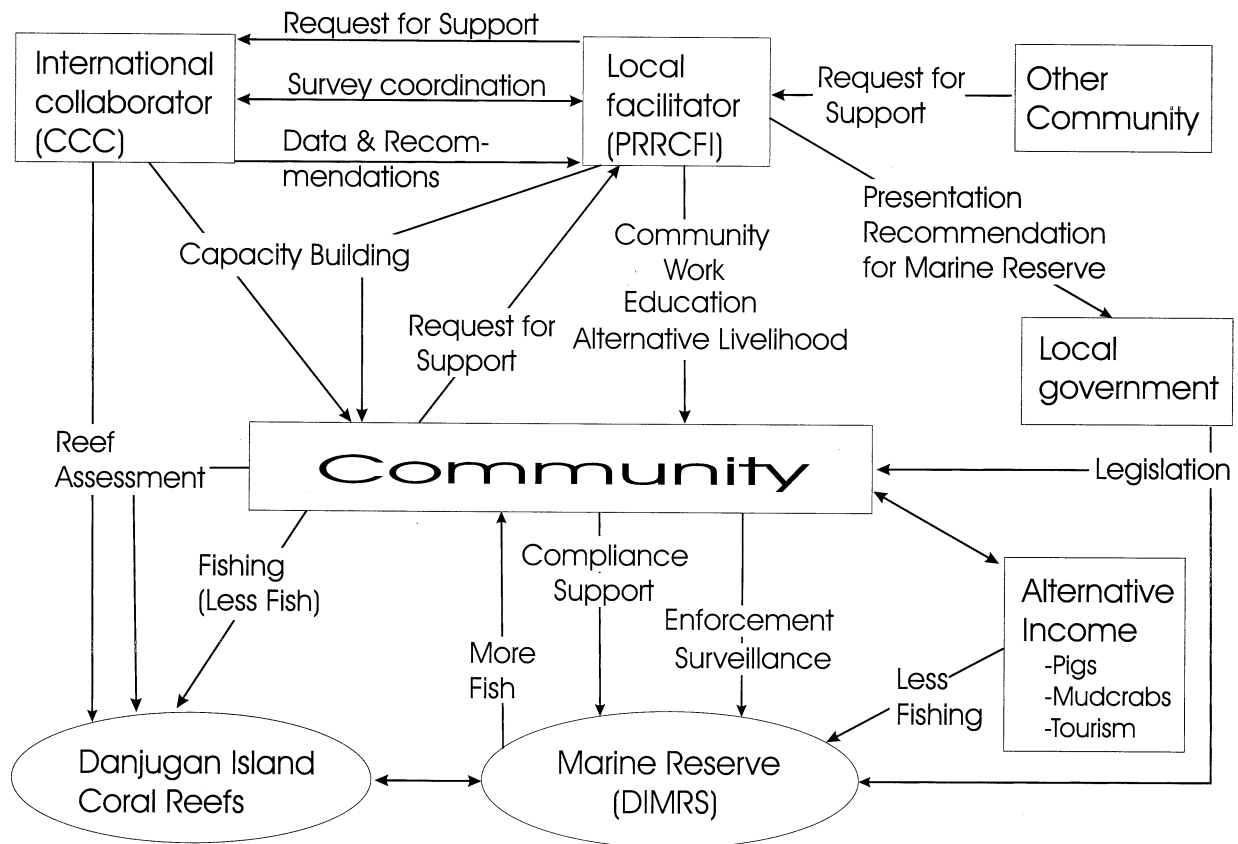 Request for Support
International
collaborator
(CCC)
Survey coordination
Data & Recom-
mendations
Local
facilitator
(PRRCFI)
Request for
Support
Other
Community
Presentation
Recommendation
for Marine Reserve
Capacity Building
Community
Work
Education
Alternative Livelihood
Request for
Support
Local
government
Reef
Assessment
Community
Legislation
Fishing
(Less Fish)
More
Fish
Compliance
Support
Enforcement
Surveillance
Less
Fishing
Alternative
Income
-Pigs
-Mudcrabs
-Tourism
Danjugan Island
Coral Reefs
Marine Reserve
(DIMRS)